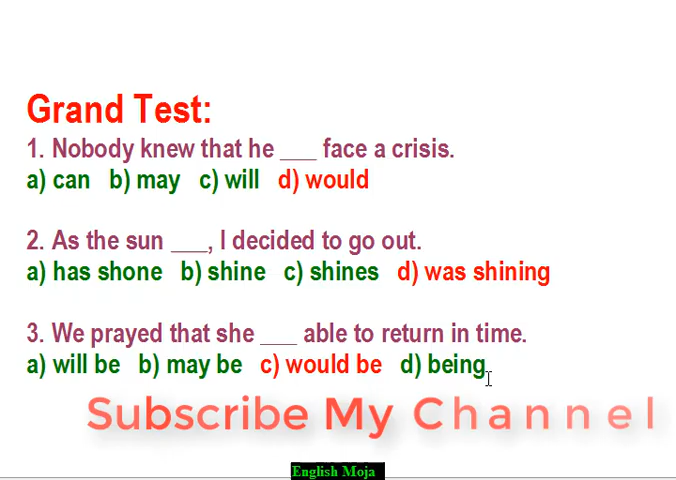 Grand Test:
1. Nobody knew that he ___ face a crisis.
a) can b) may c) will d) would
2. As the sun ___, I decided to go out.
a) has shone b) shine c) shines d) was shining
3. We prayed that she ___ able to return in time.
a) will be b) may be c) would be d) being
Subscribe My Channel
English Moja